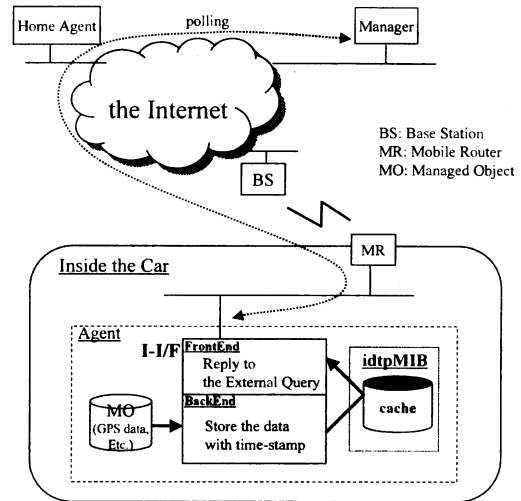 Home Agent
polling
Manager
the Internet
BS: Base Station
MR: Mobile Router
MO: Managed Object
BS
MR
Inside the Car
Agent
I-I/F
FrontEnd
Reply to
the External Query
idtpMIB
cache
BackEnd
Store the data
with time-stamp
MO
(GPS data,
Etc.)